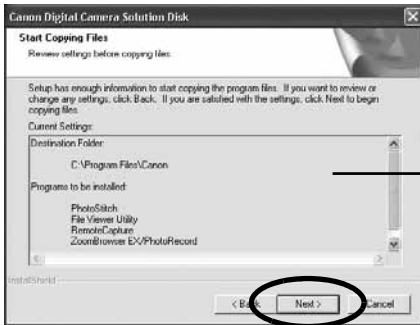 Canon Digital Camera Solution Disk
Start Copying Files
Review settings before copying files.
Setup has enough information to start copying the program files. If you want to review or
change any settings, click Back. If you are satisfied with the settings, click Next to begin
copying files.
Current Settings:
Destination Folder:
C:\Program Files\Canon
Programs to be installed:
PhotoStitch
File Viewer Utility
RemoteCapture
ZoomBrowser EX/PhotoRecord
InstallShield
< Back Next > Cancel